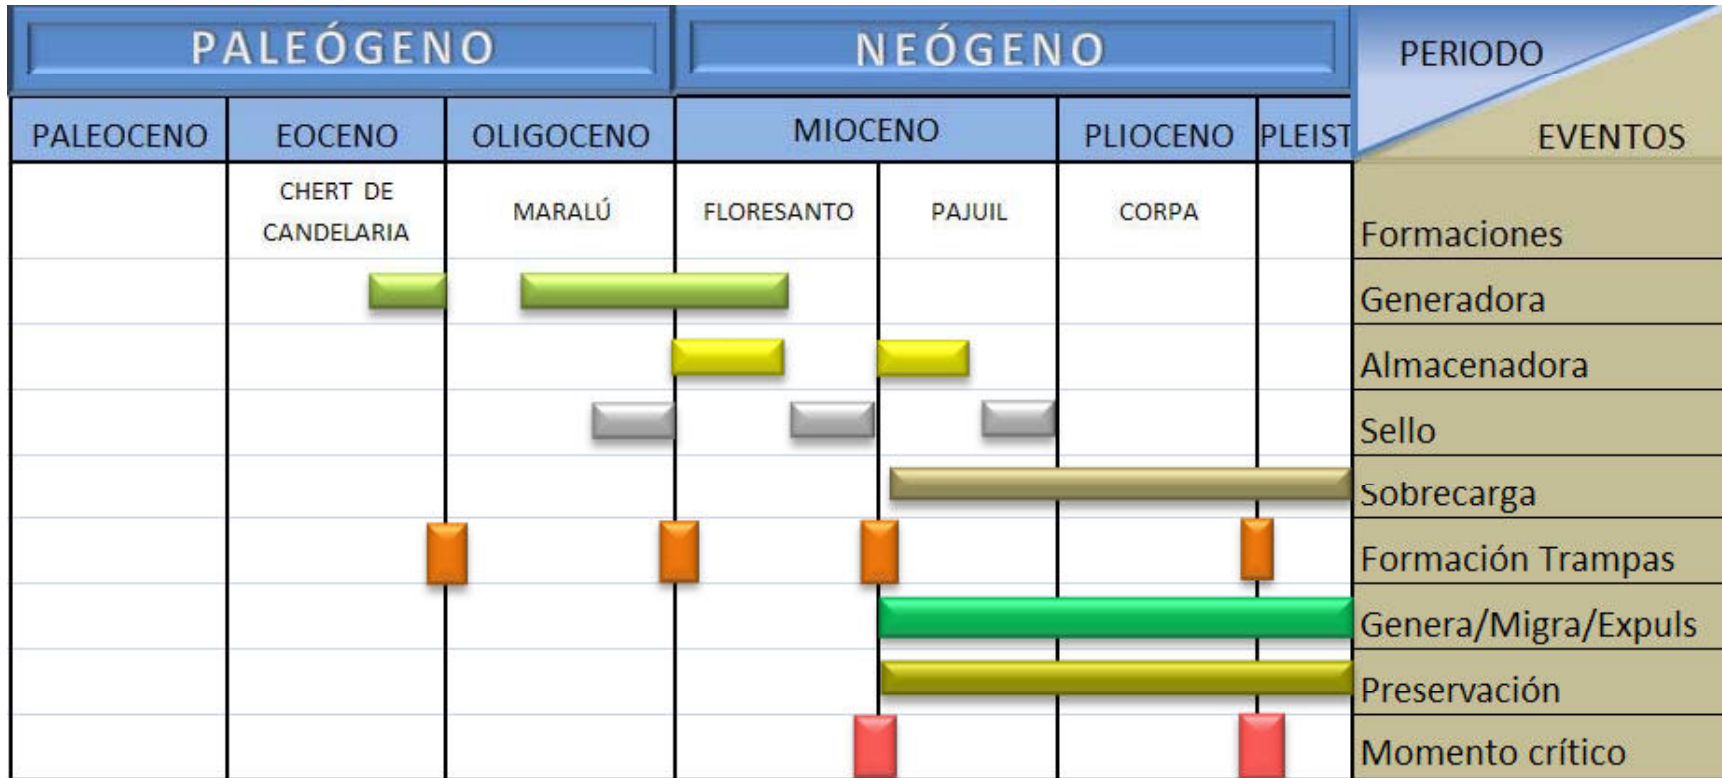 PALEÓGENO
NEÓGENO
PERIODO
EVENTOS
PALEOCENO
EOCENO
OLIGOCENO
MIOCENO
PLIOCENO
PLEIST
CHERT DE
CANDELARIA
MARALÚ
FLORESANTO
PAJUIL
CORPA
Formaciones
Generadora
Almacenadora
Sello
Sobrecarga
Formación Trampas
Genera/Migra/Expuls
Preservación
Momento crítico